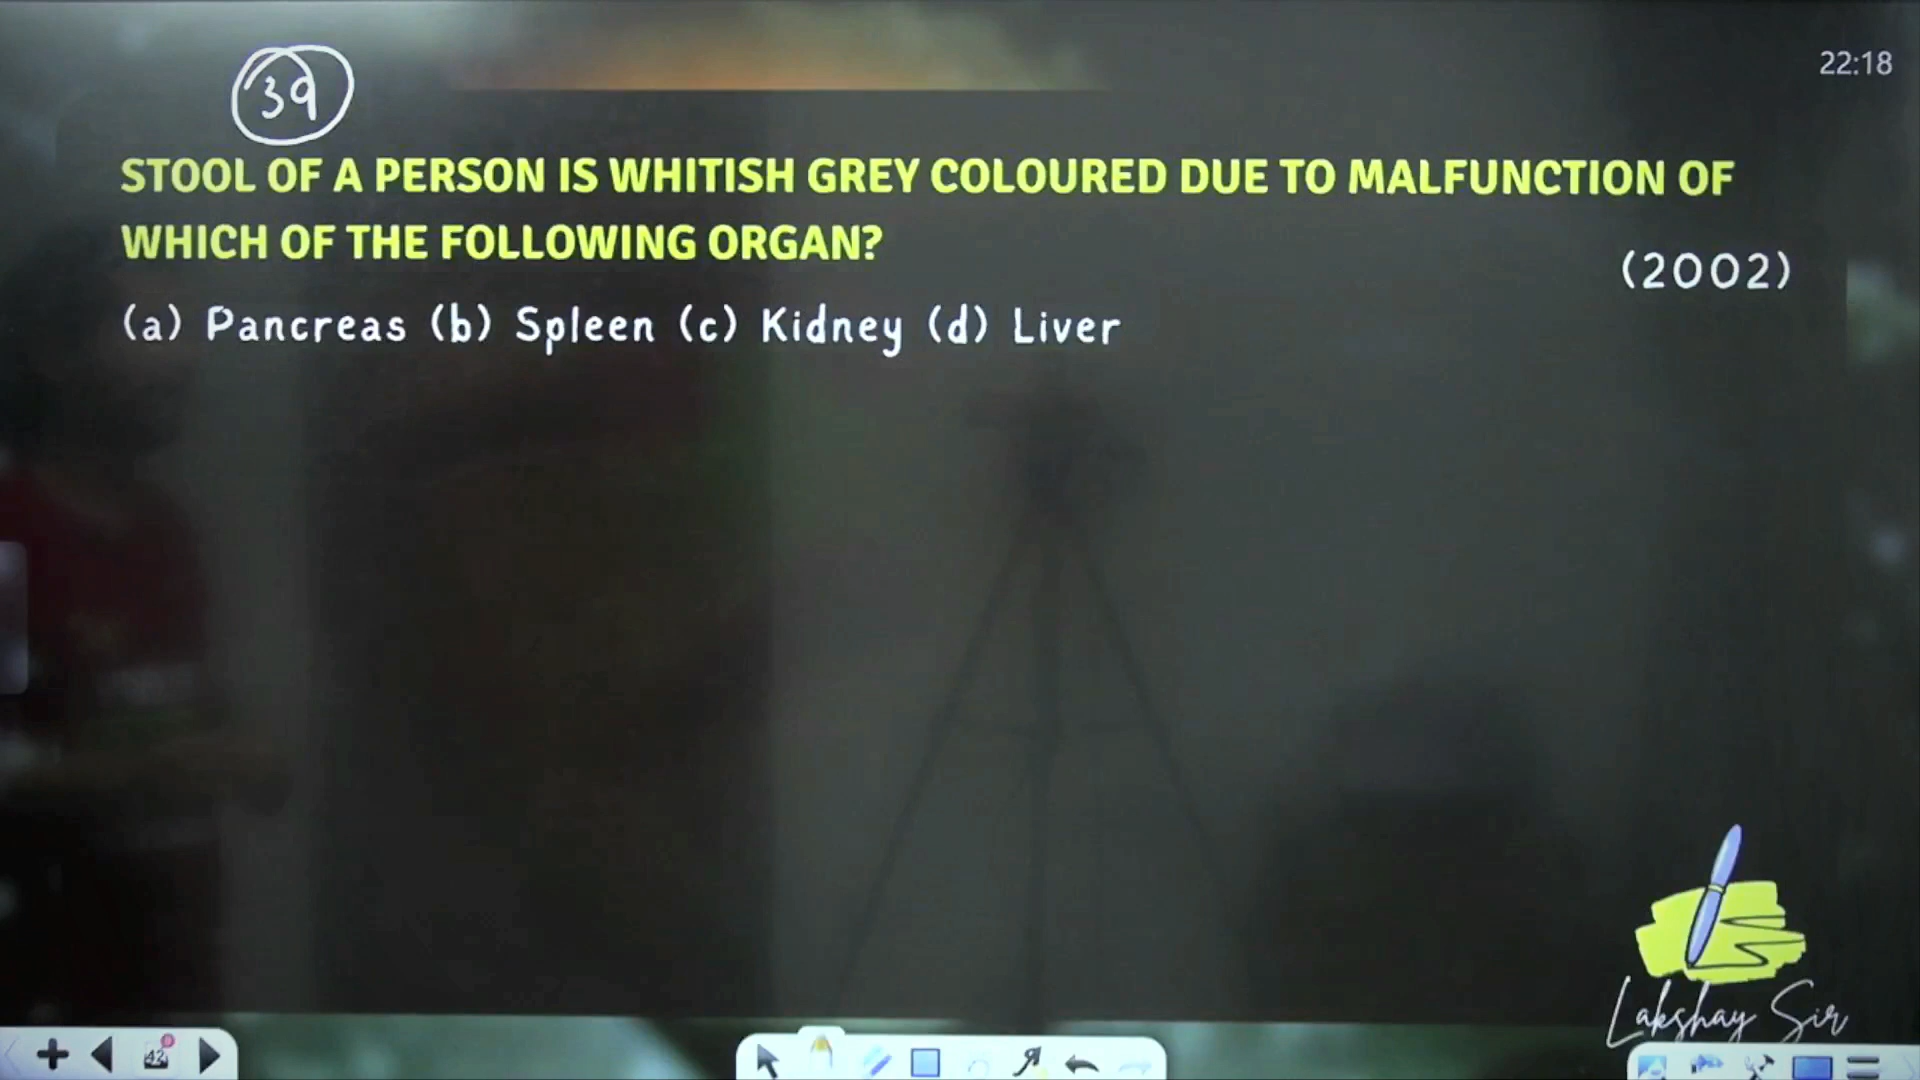 22:18
39
STOOL OF A PERSON IS WHITISH GREY COLOURED DUE TO MALFUNCTION OF
WHICH OF THE FOLLOWING ORGAN?
(2002)
(a) Pancreas (b) Spleen (c) Kidney (d) Liver
Lakshay Sir
42